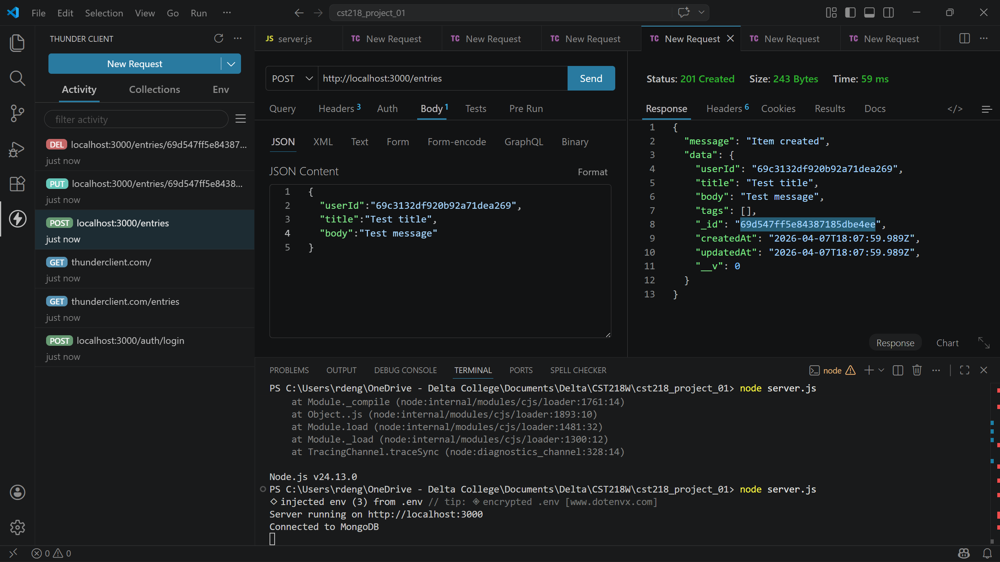 File Edit Selection View Go Run ···
cst218_project_01
THUNDER CLIENT
New Request
Activity Collections Env
filter activity
DEL localhost:3000/entries/69d547ff5e84387...
just now
PUT localhost:3000/entries/69d547ff5e8438...
just now
POST localhost:3000/entries
just now
GET thunderclient.com/
just now
GET thunderclient.com/entries
just now
POST localhost:3000/auth/login
just now
JS server.js TC New Request TC New Request TC New Request TC New Request TC New Request TC New Request
POST http://localhost:3000/entries Send
Query Headers 3 Auth Body 1 Tests Pre Run
JSON XML Text Form Form-encode GraphQL Binary
JSON Content Format
1 {
2 "userId":"69c3132df920b92a71dea269",
3 "title":"Test title",
4 "body":"Test message"
5 }
Status: 201 Created Size: 243 Bytes Time: 59 ms
Response Headers 6 Cookies Results Docs </>
1 {
2 "message": "Item created",
3 "data": {
4 "userId": "69c3132df920b92a71dea269",
5 "title": "Test title",
6 "body": "Test message",
7 "tags": [],
8 "_id": "69d547ff5e84387185dbe4ee",
9 "createdAt": "2026-04-07T18:07:59.989Z",
10 "updatedAt": "2026-04-07T18:07:59.989Z",
11 "__v": 0
12 }
13 }
Response Chart
PROBLEMS OUTPUT DEBUG CONSOLE TERMINAL PORTS SPELL CHECKER
node
PS C:\Users\rdeng\OneDrive - Delta College\Documents\Delta\CST218W\cst218_project_01> node server.js
at Module._compile (node:internal/modules/cjs/loader:1761:14)
at Object..js (node:internal/modules/cjs/loader:1893:10)
at Module.load (node:internal/modules/cjs/loader:1481:32)
at Module._load (node:internal/modules/cjs/loader:1300:12)
at TracingChannel.traceSync (node:diagnostics_channel:328:14)
Node.js v24.13.0
PS C:\Users\rdeng\OneDrive - Delta College\Documents\Delta\CST218W\cst218_project_01> node server.js
◇ injected env (3) from .env // tip: ◈ encrypted .env [www.dotenvx.com]
Server running on http://localhost:3000
Connected to MongoDB
0 0